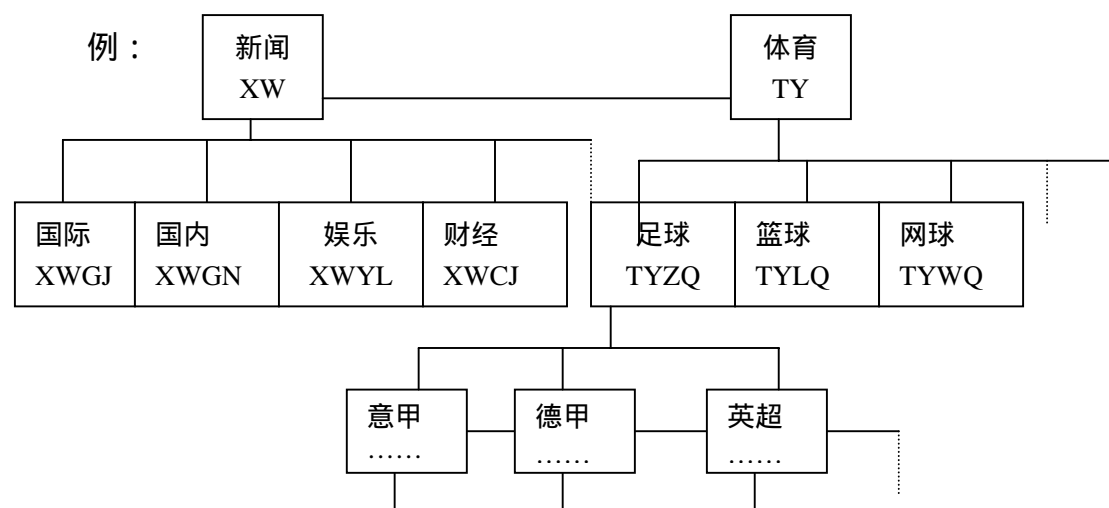 例：
新闻
XW
体育
TY
国际
XWGJ
国内
XWGN
娱乐
XWYL
财经
XWCJ
足球
TYZQ
篮球
TYLQ
网球
TYWQ
意甲
……
德甲
……
英超
……